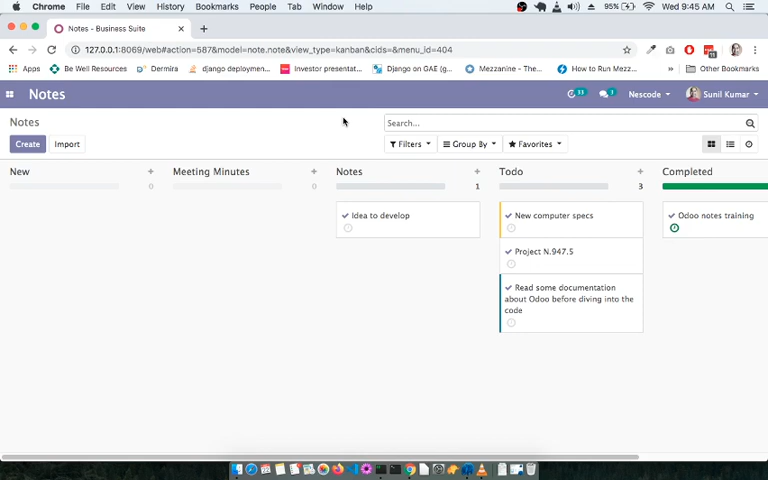 Chrome File Edit View History Bookmarks People Tab Window Help 95% Wed 9:45 AM
Notes - Business Suite
127.0.0.1:8069/web#action=587&model=note.note&view_type=kanban&cids=&menu_id=404
Apps Be Well Resources Dermira django deploymen... Investor presentat... Django on GAE (g... Mezzanine - The... How to Run Mezz... » Other Bookmarks
Notes 33 1 Nescode Sunil Kumar
Notes
Search...
Create Import Filters Group By Favorites
New 0
Meeting Minutes 0
Notes 1
Idea to develop
Todo 3
New computer specs
Project N.947.5
Read some documentation
about Odoo before diving into the
code
Completed
Odoo notes training